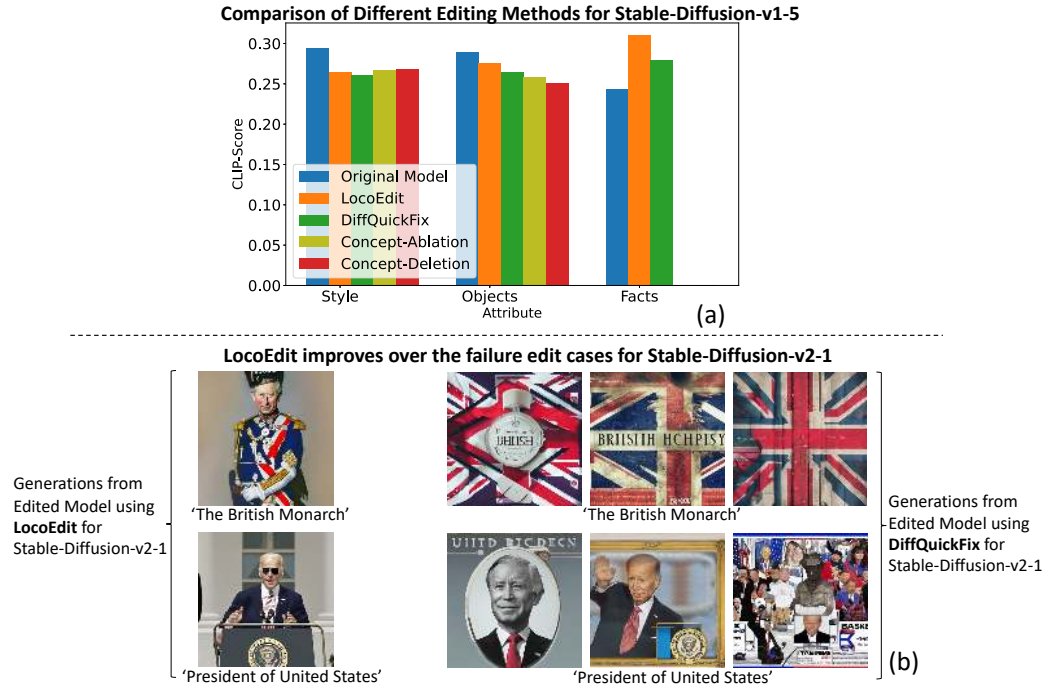 Comparison of Different Editing Methods for Stable-Diffusion-v1-5
CLIP-Score
0.30
0.25
0.20
0.15
0.10
0.05
0.00
Original Model
LocoEdit
DiffQuickFix
Concept-Ablation
Concept-Deletion
Style
Objects
Facts
Attribute
(a)
LocoEdit improves over the failure edit cases for Stable-Diffusion-v2-1
Generations from
Edited Model using
LocoEdit for
Stable-Diffusion-v2-1
'The British Monarch'
'President of United States'
BRIISTIH HCHPISY
'The British Monarch'
'President of United States'
Generations from
Edited Model using
DiffQuickFix for
Stable-Diffusion-v2-1
(b)